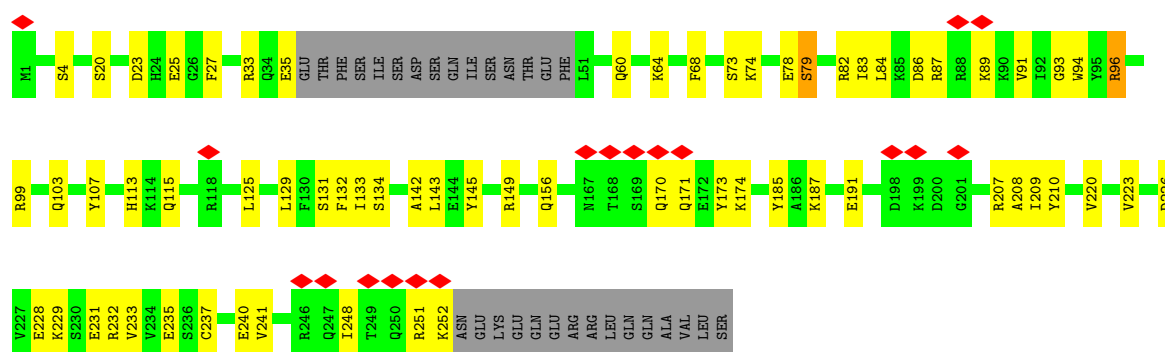 M1 S4 S20 D23 H24 E25 G26 F27 R33 Q34 E35 GLU THR PHE SER ILE SER ASP SER GLN ILE SER ASN THR GLU PHE L51 Q60 K64 F68 S73 K74 E78 S79 R82 I83 L84 K85 D86 R87 R88 K89 K90 V91 I92 G93 W94 Y95 R96
R99 Q103 Y107 H113 K114 Q115 R118 L125 L129 F130 S131 F132 I133 S134 A142 L143 E144 Y145 R149 Q156 N167 T168 S169 Q170 Q171 E172 Y173 K174 Y185 A186 K187 E191 D198 K199 D200 G201 R207 A208 I209 Y210 V220 V223
V227 E228 K229 S230 E231 R232 V233 V234 E235 S236 C237 E240 V241 R246 Q247 I248 T249 Q250 R251 K252 ASN GLU LYS GLU GLN GLU ARG ARG LEU GLN GLN ALA VAL LEU SER